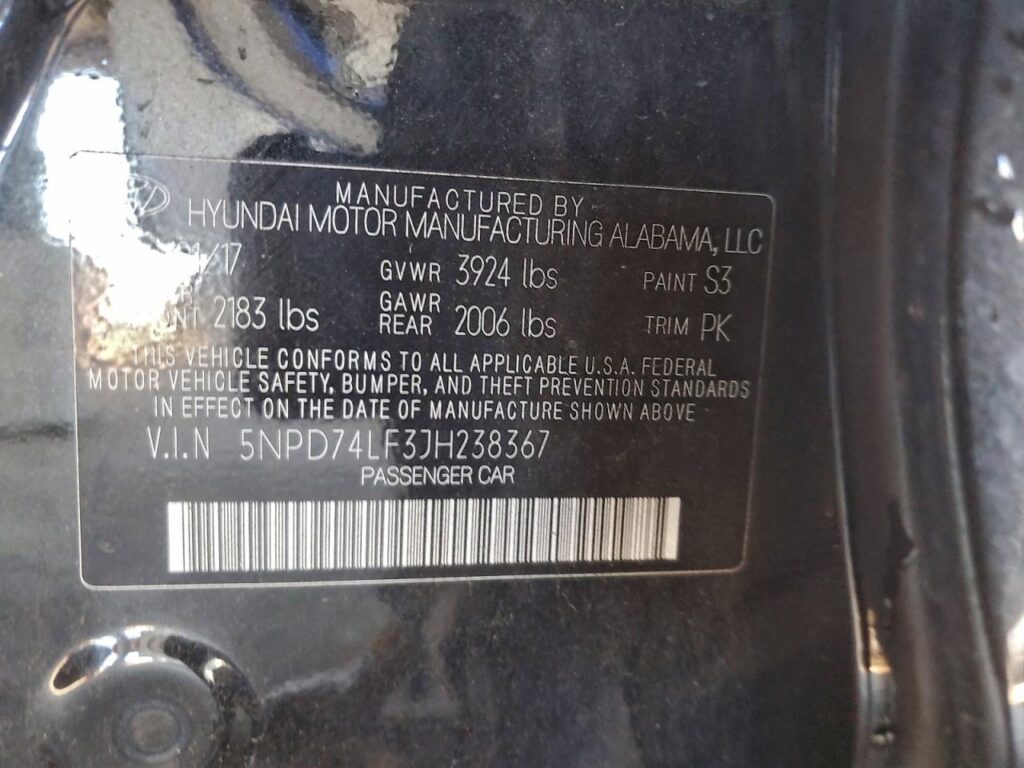 MANUFACTURED BY
HYUNDAI MOTOR MANUFACTURING ALABAMA, LLC
/17 GVWR 3924 lbs PAINT S3
2183 lbs GAWR REAR 2006 lbs TRIM PK
THIS VEHICLE CONFORMS TO ALL APPLICABLE U.S.A. FEDERAL
MOTOR VEHICLE SAFETY, BUMPER, AND THEFT PREVENTION STANDARDS
IN EFFECT ON THE DATE OF MANUFACTURE SHOWN ABOVE
V.I.N 5NPD74LF3JH238367
PASSENGER CAR